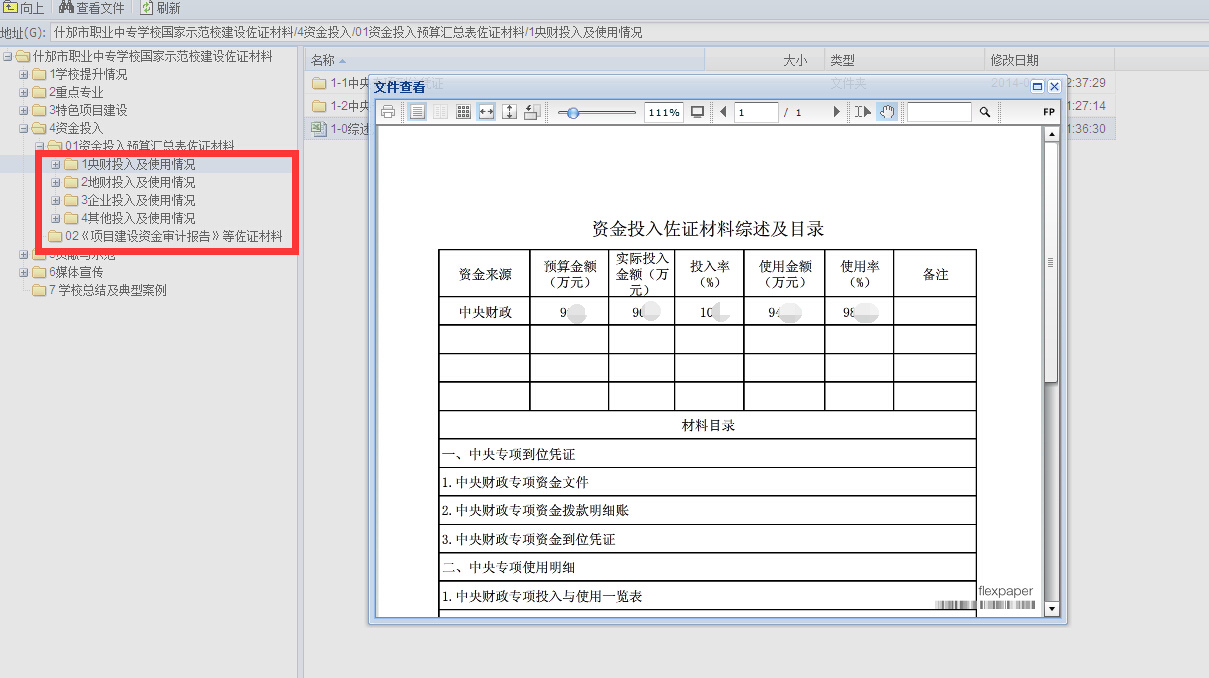 向上 查看文件 刷新
地址(G): 什邡市职业中专学校国家示范校建设佐证材料/4资金投入/01资金投入预算汇总表佐证材料/1央财投入及使用情况
什邡市职业中专学校国家示范校建设佐证材料
1学校提升情况
2重点专业
3特色项目建设
4资金投入
01资金投入预算汇总表佐证材料
1央财投入及使用情况
2地财投入及使用情况
3企业投入及使用情况
4其他投入及使用情况
02《项目建设资金审计报告》等佐证材料
5贡献与示范
6媒体宣传
7 学校总结及典型案例
名称 大小 类型 修改日期
1-1中央 凭证 文件夹 2014-0 2:37:29
1-2中央 1:27:14
1-0综述 1:36:30
文件查看
111% 1 / 1 FP
资金投入佐证材料综述及目录
资金来源 预算金额(万元) 实际投入金额(万元) 投入率(%) 使用金额(万元) 使用率(%) 备注
中央财政 9 96 10 94 98
材料目录
一、中央专项到位凭证
1.中央财政专项资金文件
2.中央财政专项资金拨款明细账
3.中央财政专项资金到位凭证
二、中央专项使用明细
1.中央财政专项投入与使用一览表
flexpaper